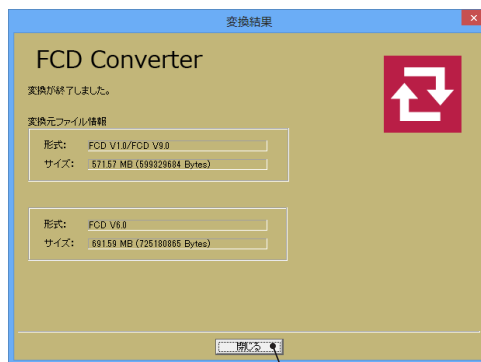 変換結果
FCD Converter
変換が終了しました。
変換元ファイル情報
形式: FCD V1.0/FCD V9.0
サイズ: 571.57 MB (599329684 Bytes)
形式: FCD V6.0
サイズ: 691.59 MB (725180865 Bytes)
閉じる